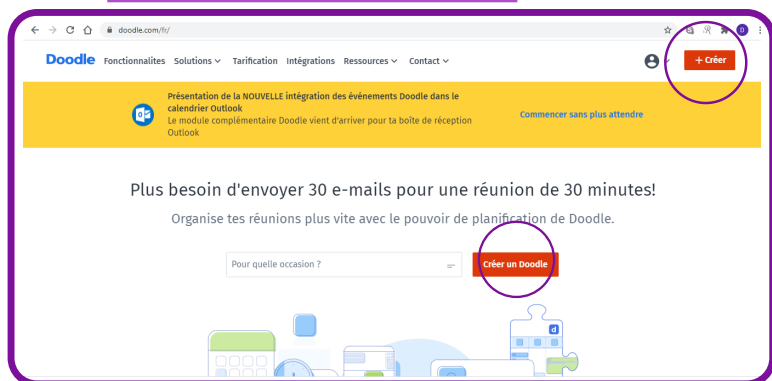 doodle.com/fr/
Doodle Fonctionnalites Solutions Tarification Intégrations Ressources Contact + Créer
Présentation de la NOUVELLE intégration des événements Doodle dans le
calendrier Outlook
Le module complémentaire Doodle vient d'arriver pour ta boîte de réception
Outlook
Commencer sans plus attendre
Plus besoin d'envoyer 30 e-mails pour une réunion de 30 minutes!
Organise tes réunions plus vite avec le pouvoir de planification de Doodle.
Pour quelle occasion ? Créer un Doodle
d